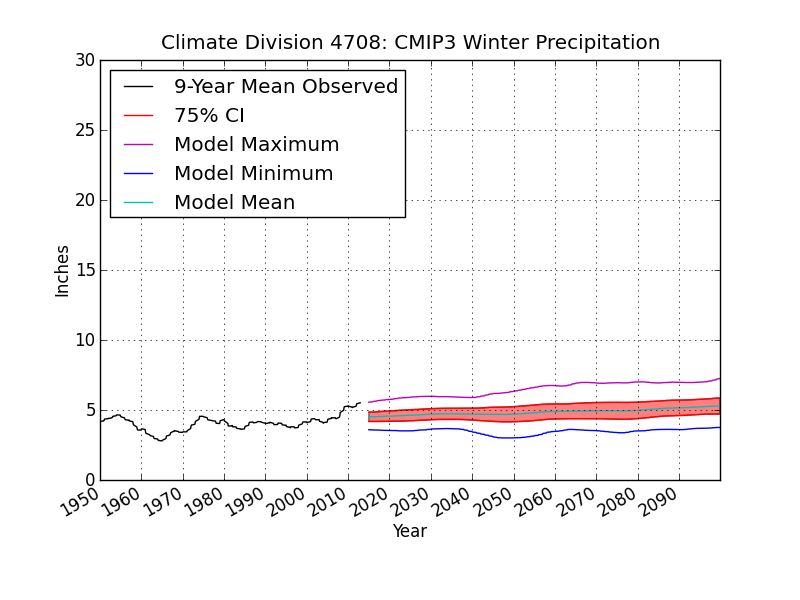 Climate Division 4708: CMIP3 Winter Precipitation
30
25
20
15
10
5
0
Inches
9-Year Mean Observed
75% CI
Model Maximum
Model Minimum
Model Mean
1950 1960 1970 1980 1990 2000 2010 2020 2030 2040 2050 2060 2070 2080 2090
Year